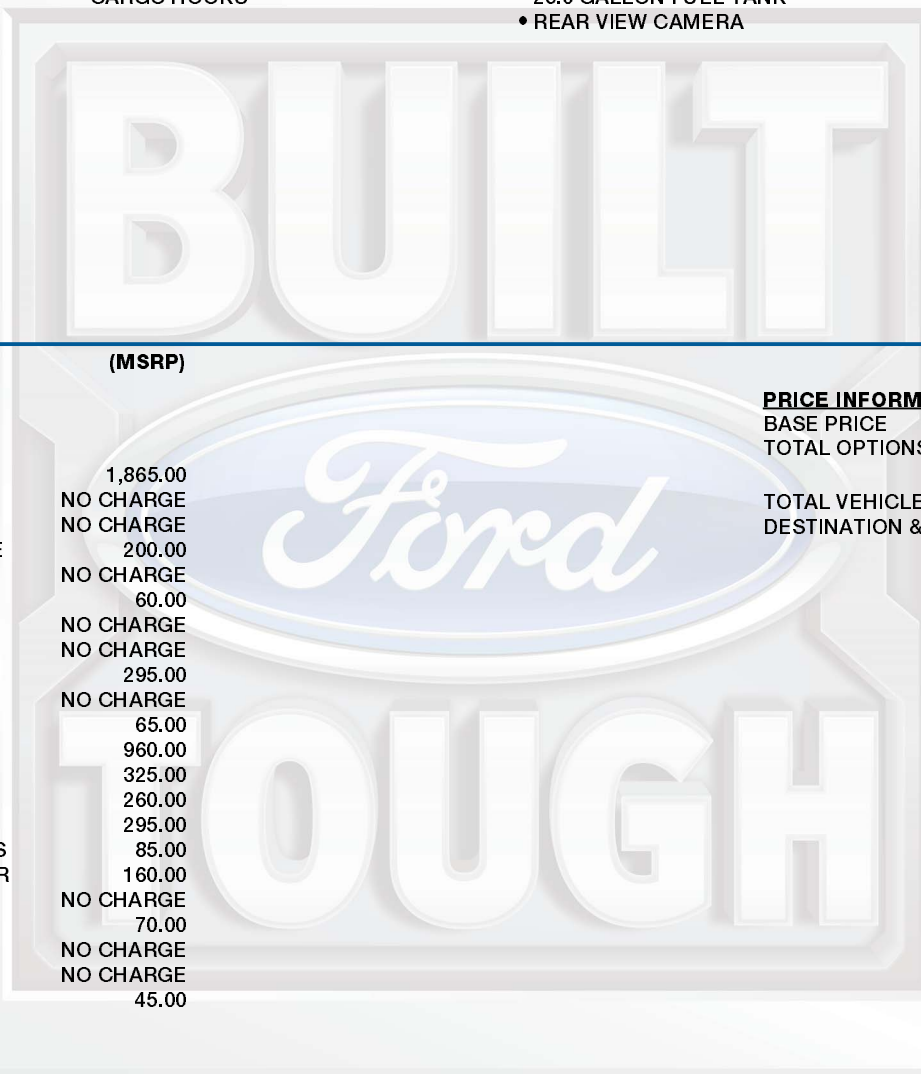 • REAR VIEW CAMERA
BUILT
(MSRP)
PRICE INFORM
BASE PRICE
TOTAL OPTIONS
1,865.00
NO CHARGE
TOTAL VEHICLE
NO CHARGE
DESTINATION &
E 200.00
NO CHARGE
60.00
NO CHARGE
NO CHARGE
295.00
NO CHARGE
65.00
960.00
325.00
260.00
295.00
S 85.00
R 160.00
NO CHARGE
70.00
NO CHARGE
NO CHARGE
45.00
Ford
TOUGH